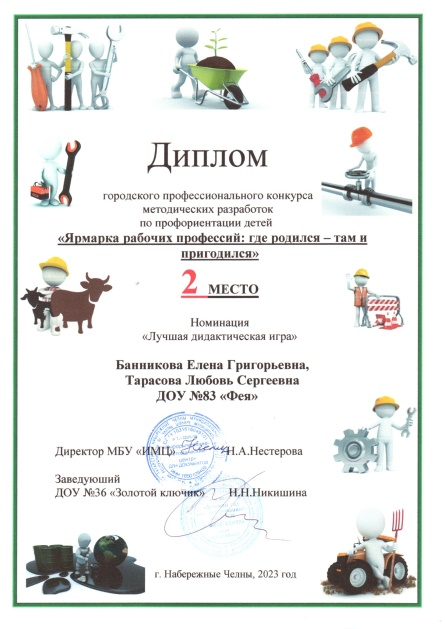 Диплом
городского профессионального конкурса
методических разработок
по профориентации детей
«Ярмарка рабочих профессий: где родился – там и
пригодился»
2 МЕСТО
Номинация
«Лучшая дидактическая игра»
Банникова Елена Григорьевна,
Тарасова Любовь Сергеевна
ДОУ №83 «Фея»
Директор МБУ «ИМЦ» Н.А.Нестерова
Заведуюший
ДОУ №36 «Золотой ключик» Н.Н.Никишина
г. Набережные Челны, 2023 год